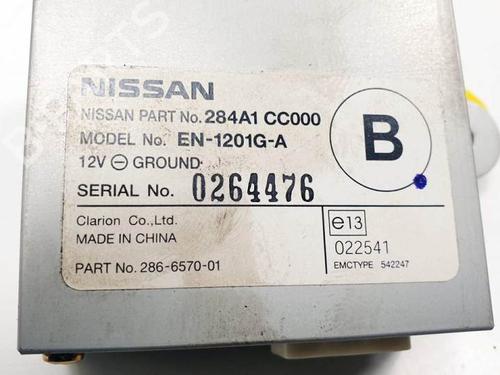 NISSAN
NISSAN PART No. 284A1 CC000
MODEL No. EN-1201G-A
12V ⊖ GROUND
SERIAL No. 0264476
B
Clarion Co.,Ltd.
MADE IN CHINA
PART No. 286-6570-01
e13
022541
EMCTYPE 542247